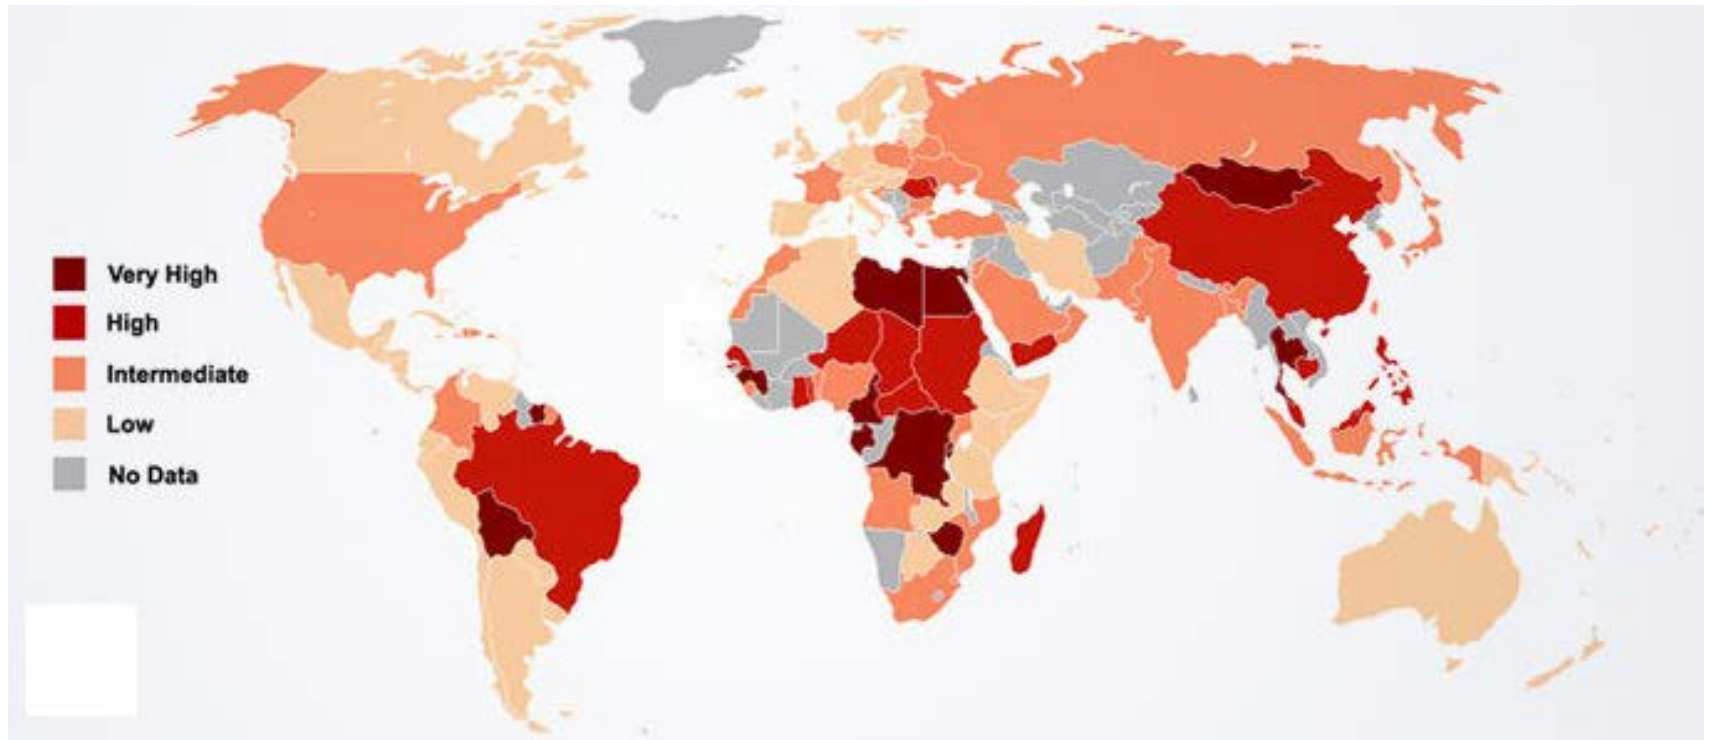 Very High
High
Intermediate
Low
No Data